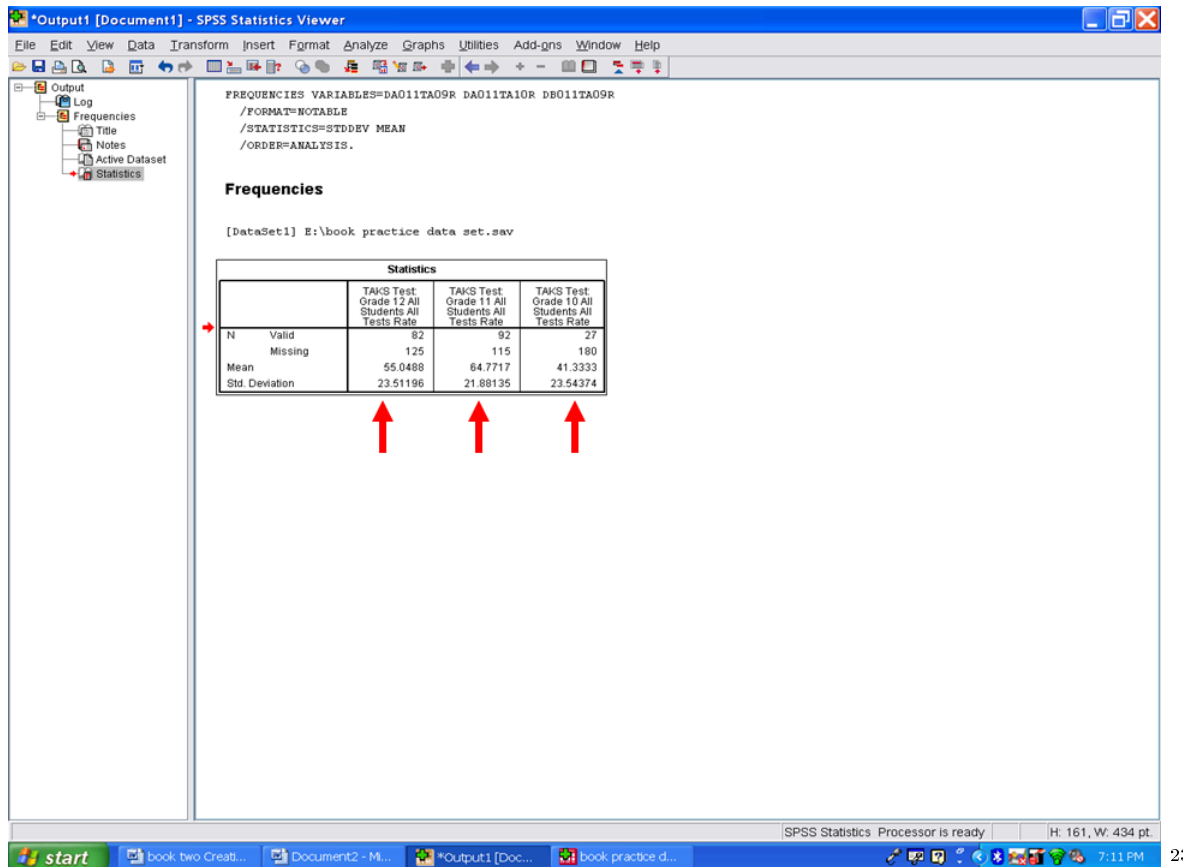 *Output1 [Document1] - SPSS Statistics Viewer
File Edit View Data Transform Insert Format Analyze Graphs Utilities Add-ons Window Help
Output
Log
Frequencies
Title
Notes
Active Dataset
Statistics
FREQUENCIES VARIABLES=DA011TA09R DA011TA10R DB011TA09R
/FORMAT=NOTABLE
/STATISTICS=STDDEV MEAN
/ORDER=ANALYSIS.
Frequencies
[DataSet1] E:\book practice data set.sav
Statistics
TAKS Test: Grade 12 All Students All Tests Rate
TAKS Test: Grade 11 All Students All Tests Rate
TAKS Test: Grade 10 All Students All Tests Rate
N Valid 82 92 27
Missing 125 115 180
Mean 55.0488 64.7717 41.3333
Std. Deviation 23.51196 21.88135 23.54374
SPSS Statistics Processor is ready H: 161, W: 434 pt.
start book two Creati... Document2 - Mi... *Output1 [Doc... book practice d... 7:11 PM